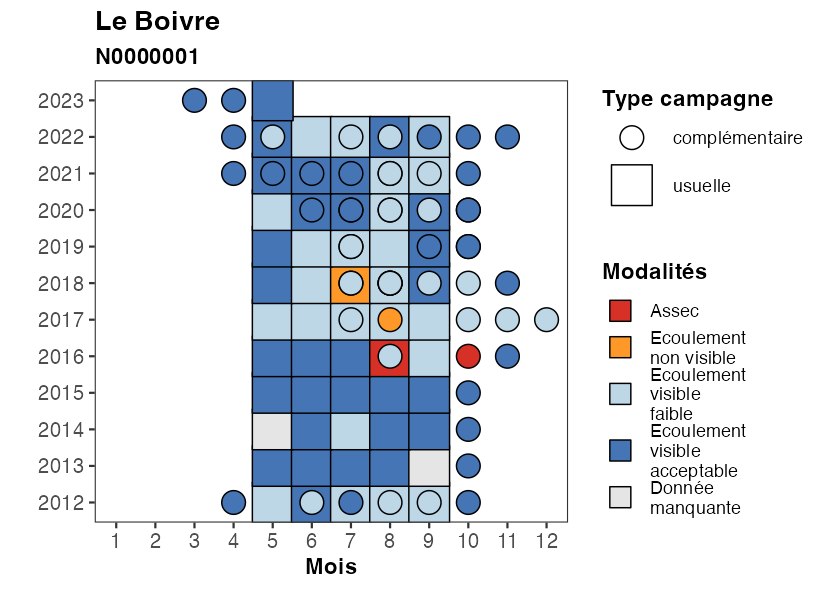 Le Boivre
N0000001
2023
2022
2021
2020
2019
2018
2017
2016
2015
2014
2013
2012
1 2 3 4 5 6 7 8 9 10 11 12
Mois
Type campagne
complémentaire
usuelle
Modalités
Assec
Ecoulement
non visible
Ecoulement
visible
faible
Ecoulement
visible
acceptable
Donnée
manquante